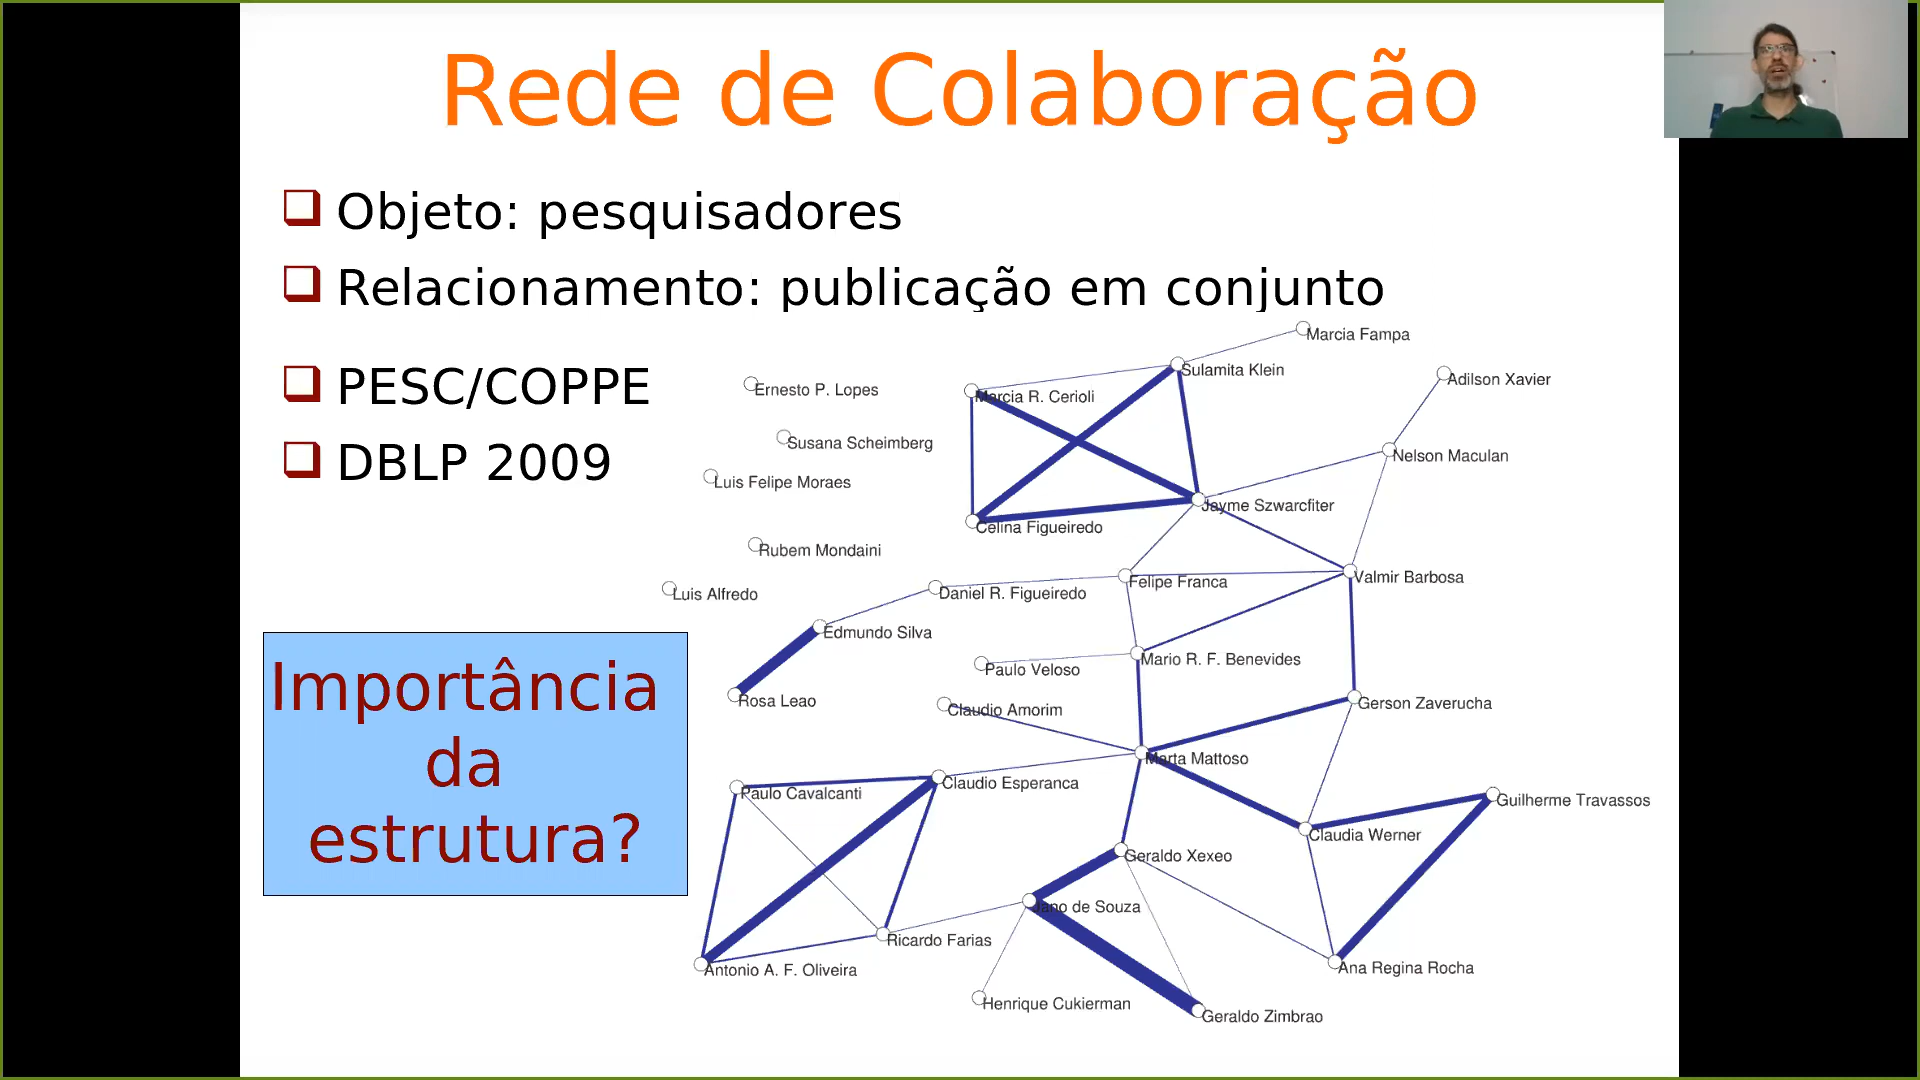 Rede de Colaboração
Objeto: pesquisadores
Relacionamento: publicação em conjunto
PESC/COPPE
DBLP 2009
Importância
da
estrutura?
Marcia Fampa
Sulamita Klein
Adilson Xavier
Ernesto P. Lopes
Marcia R. Cerioli
Susana Scheimberg
Nelson Maculan
Luis Felipe Moraes
Jayme Szwarcfiter
Celina Figueiredo
Rubem Mondaini
Valmir Barbosa
Felipe Franca
Luis Alfredo
Daniel R. Figueiredo
Edmundo Silva
Mario R. F. Benevides
Paulo Veloso
Rosa Leao
Gerson Zaverucha
Claudio Amorim
Marta Mattoso
Claudio Esperanca
Paulo Cavalcanti
Guilherme Travassos
Claudia Werner
Geraldo Xexeo
Jano de Souza
Ricardo Farias
Antonio A. F. Oliveira
Ana Regina Rocha
Henrique Cukierman
Geraldo Zimbrao